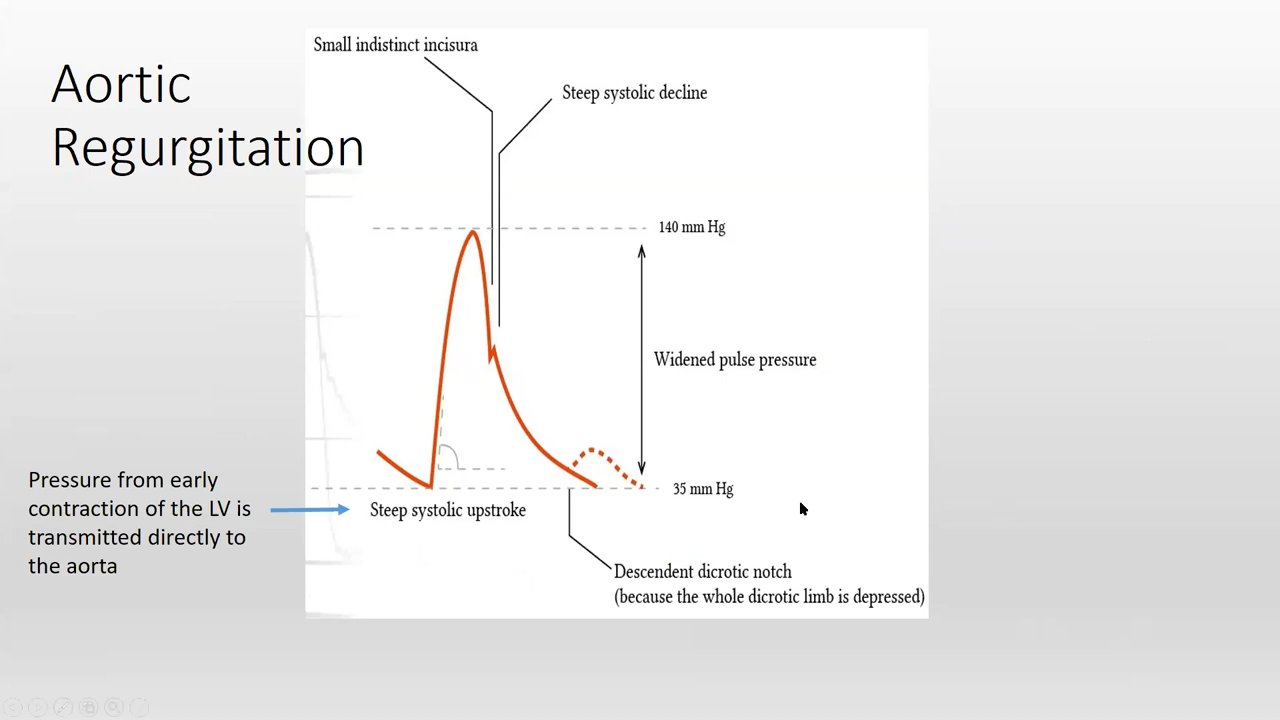 Aortic
Regurgitation
Small indistinct incisura
Steep systolic decline
140 mm Hg
Widened pulse pressure
35 mm Hg
Pressure from early
contraction of the LV is
transmitted directly to
the aorta
Steep systolic upstroke
Descendent dicrotic notch
(because the whole dicrotic limb is depressed)